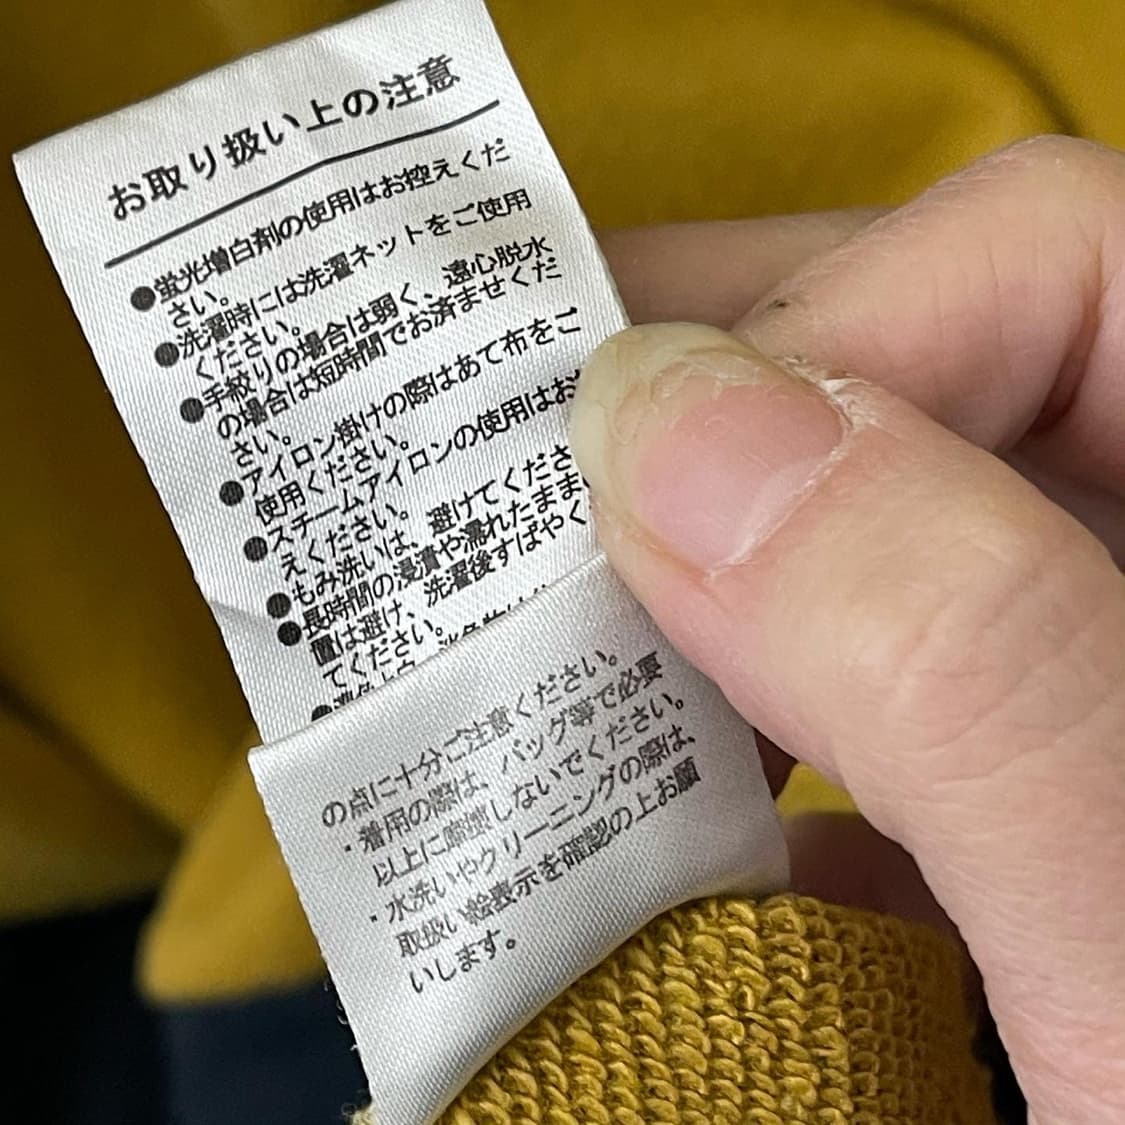 お取り扱い上の注意
●蛍光増白剤の使用はお控えくだ
さい。
●洗濯時には洗濯ネットをご使用
ください。
●手絞りの場合は弱く、遠心脱水
の場合は短時間でお済ませくだ
さい。
●アイロン掛けの際はあて布をご
使用ください。
●スチームアイロンの使用はお
えください。
●もみ洗いは、避けてくださ
●長時間の浸漬や濡れたまま
置は避け、洗濯後すばやく
てください。
の点に十分ご注意ください。
・着用の際は、バッグ等で必要
以上に摩擦しないでください。
・水洗いやクリーニングの際は、
取扱い絵表示を確認の上お願
いします。